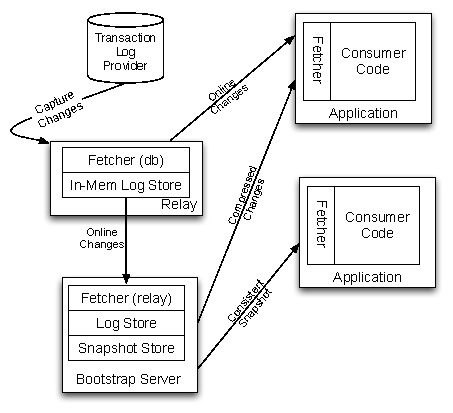 Transaction
Log
Provider
Capture
Changes
Fetcher (db)
In-Mem Log Store
Relay
Online
Changes
Fetcher
Consumer
Code
Application
Online
Changes
Compressed
Changes
Fetcher
Consumer
Code
Application
Consistent
Snapshot
Fetcher (relay)
Log Store
Snapshot Store
Bootstrap Server